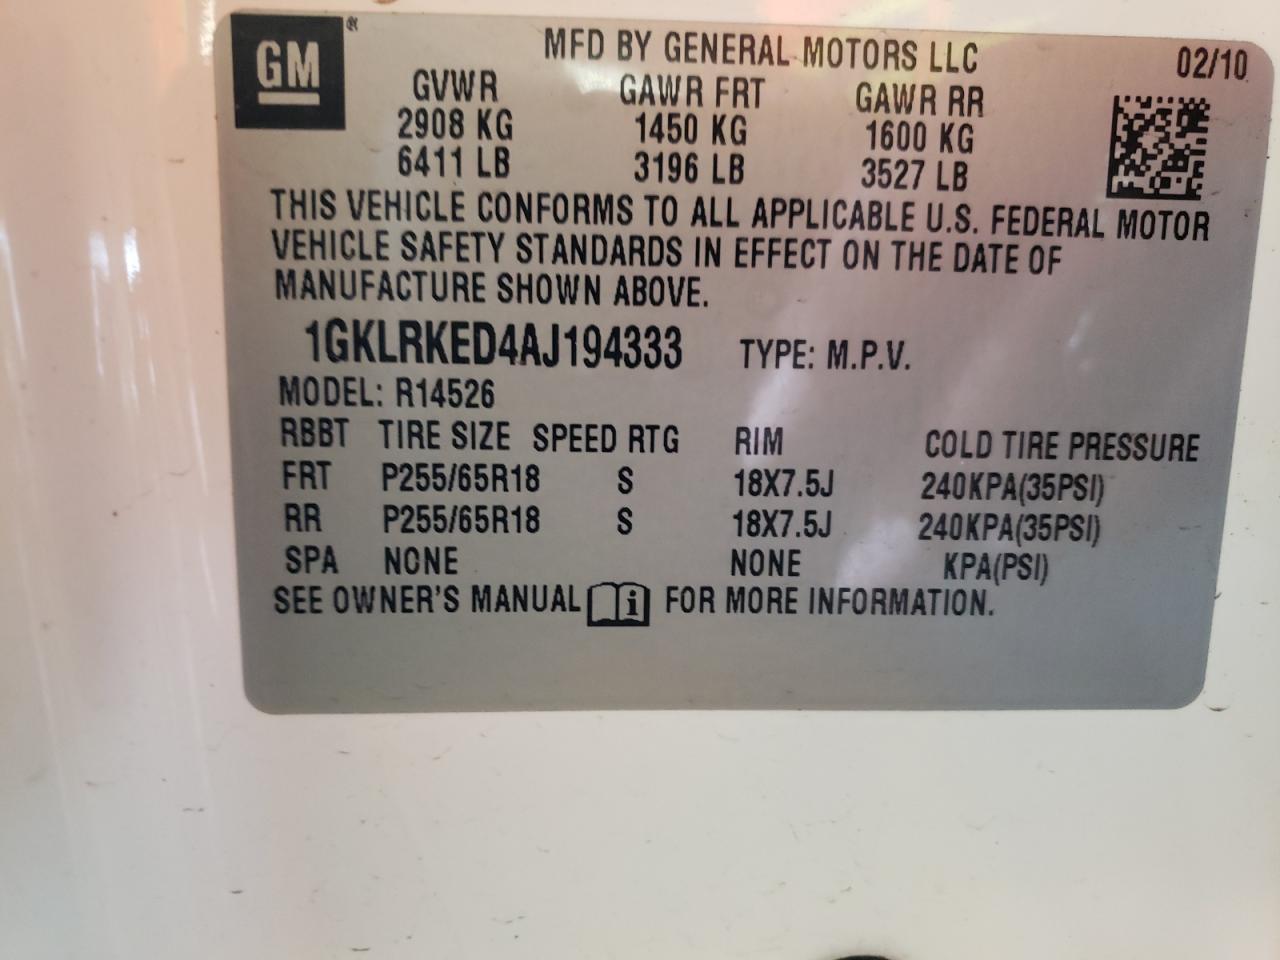 GM®
MFD BY GENERAL MOTORS LLC 02/10
GVWR GAWR FRT GAWR RR
2908 KG 1450 KG 1600 KG
6411 LB 3196 LB 3527 LB
THIS VEHICLE CONFORMS TO ALL APPLICABLE U.S. FEDERAL MOTOR
VEHICLE SAFETY STANDARDS IN EFFECT ON THE DATE OF
MANUFACTURE SHOWN ABOVE.
1GKLRKED4AJ194333 TYPE: M.P.V.
MODEL: R14526
RBBT TIRE SIZE SPEED RTG RIM COLD TIRE PRESSURE
FRT P255/65R18 S 18X7.5J 240KPA(35PSI)
RR P255/65R18 S 18X7.5J 240KPA(35PSI)
SPA NONE NONE KPA(PSI)
SEE OWNER'S MANUAL i FOR MORE INFORMATION.